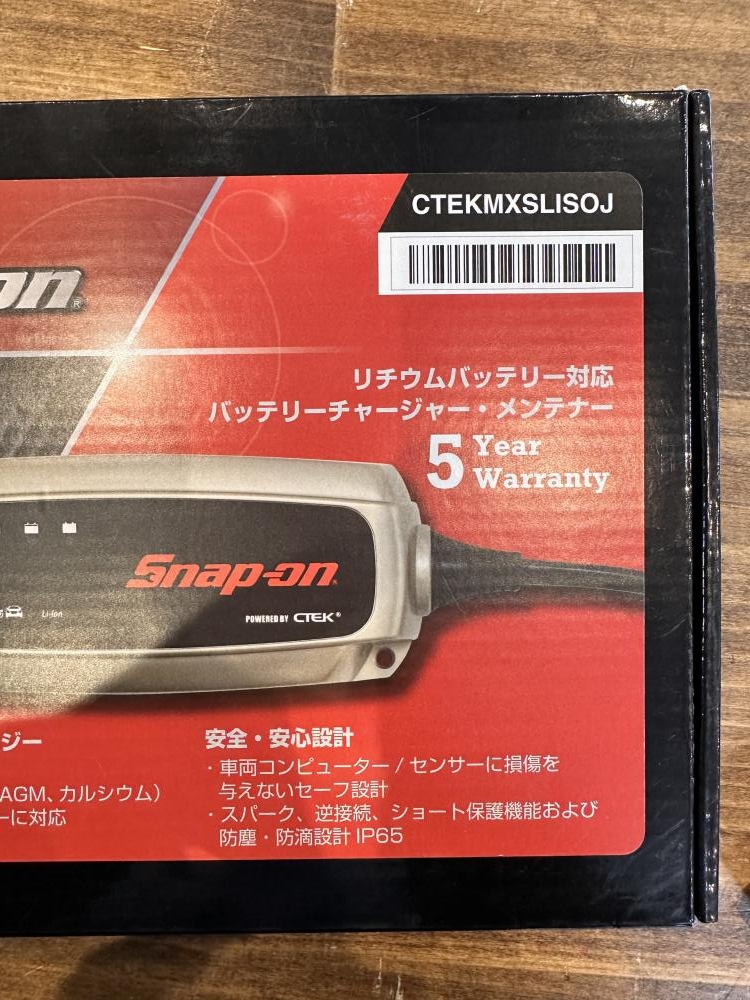 CTEKMXSLISOJ
on®
リチウムバッテリー対応
バッテリーチャージャー・メンテナー
5 Year
Warranty
Snap-on
Li-Ion
POWERED BY CTEK®
ジー
AGM、カルシウム）
ーに対応
安全・安心設計
・車両コンピューター/センサーに損傷を
与えないセーフ設計
・スパーク、逆接続、ショート保護機能および
防塵・防滴設計 IP65